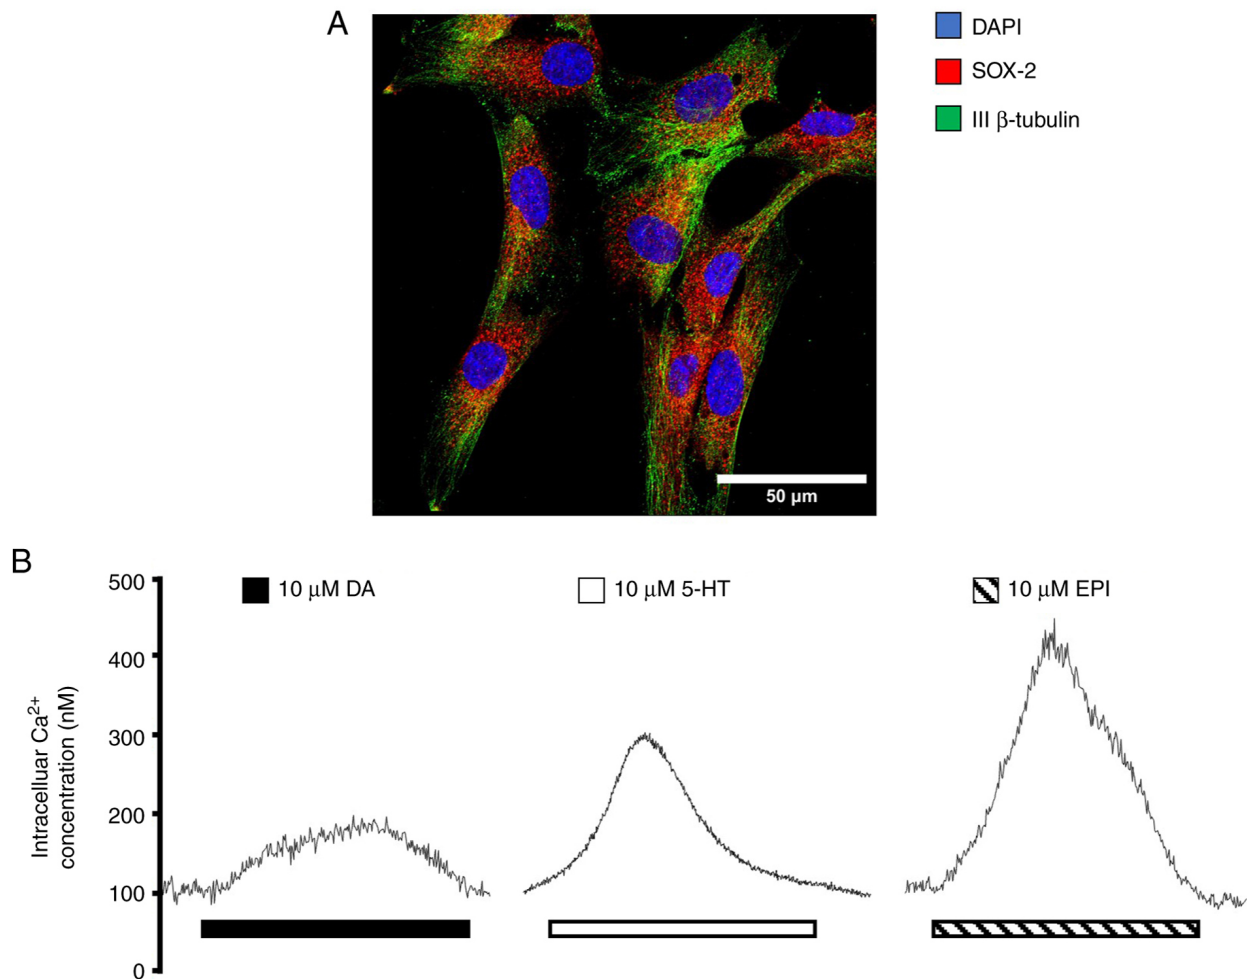 A
DAPI
SOX-2
III β-tubulin
50 µm
B
10 µM DA
10 µM 5-HT
10 µM EPI
Intracelluar Ca2+
concentration (nM)
500
400
300
200
100
0